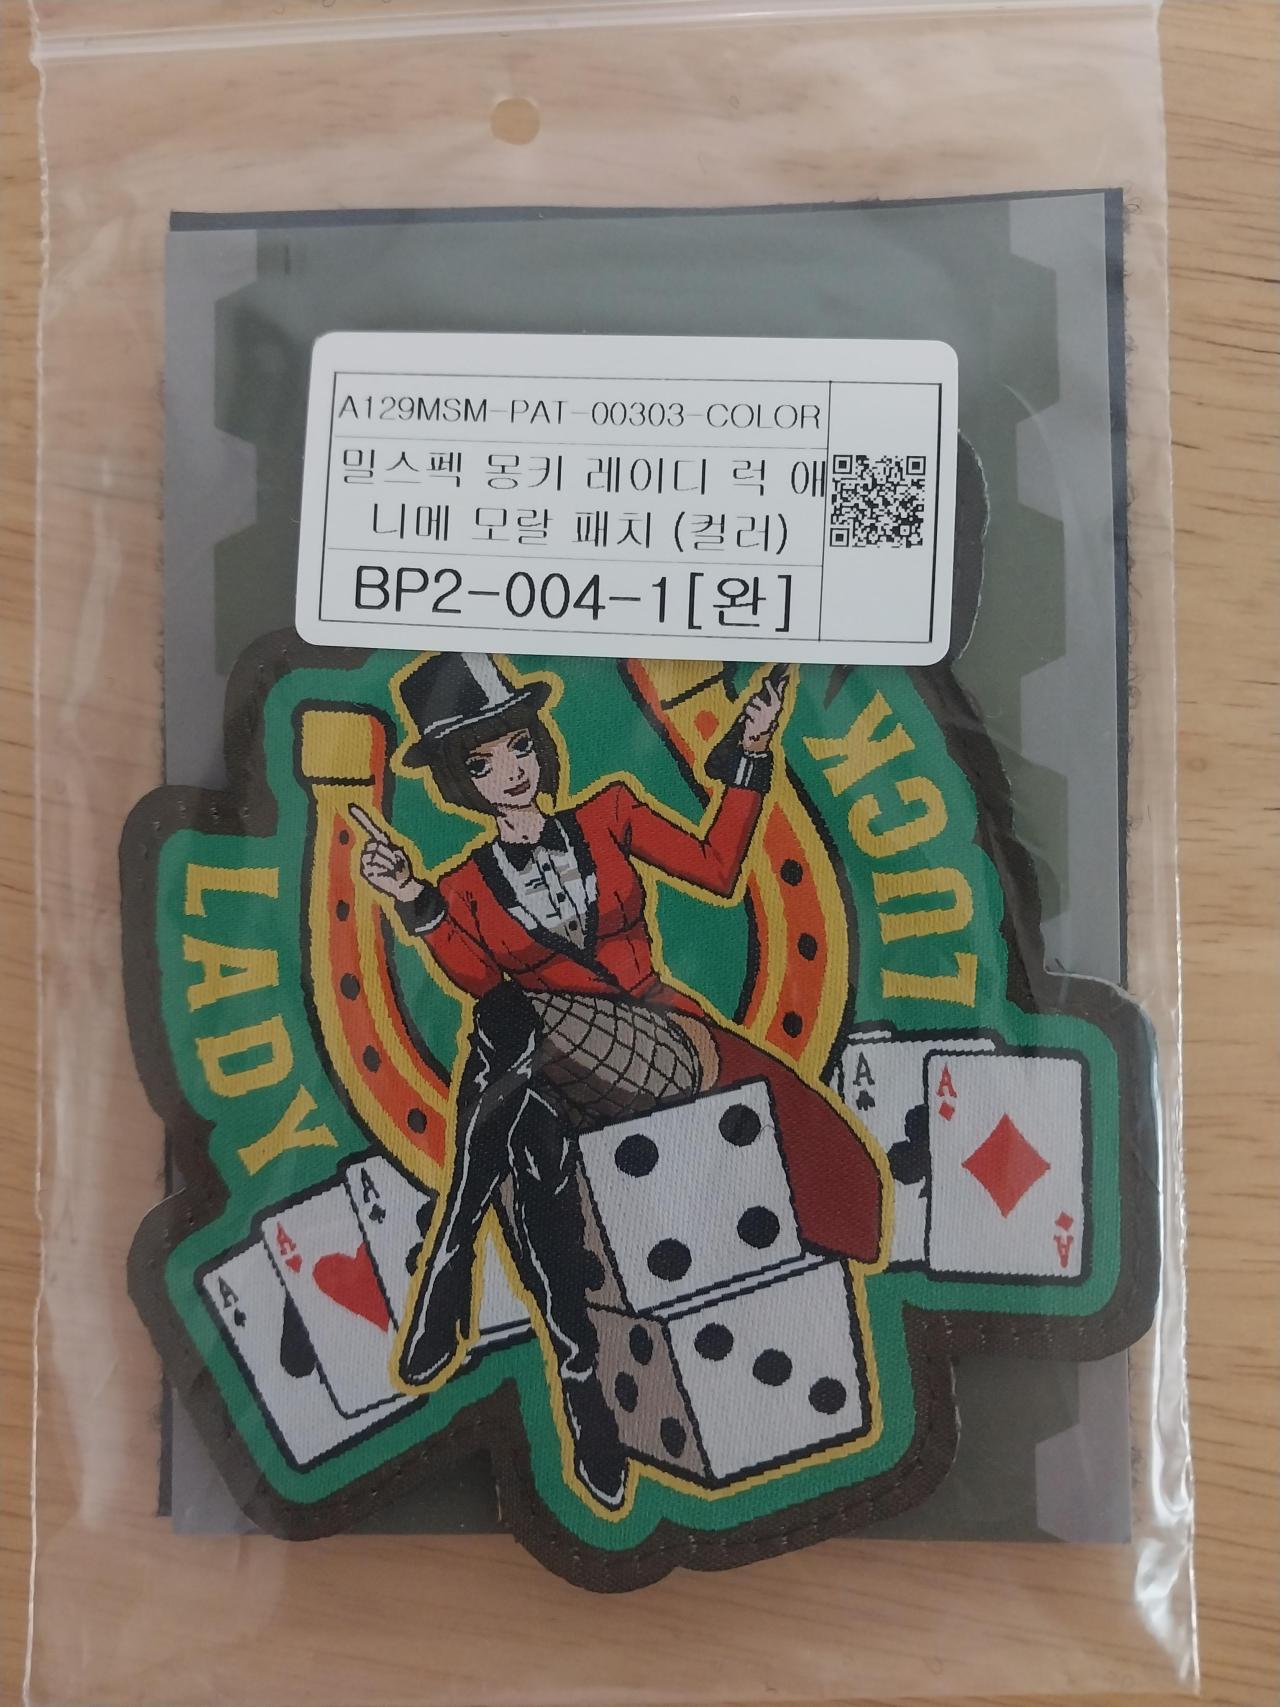 A129MSM-PAT-00303-COLOR
밀스펙 몽키 레이디 럭 애
니메 모랄 패치 (컬러)
BP2-004-1[완]
LADY
LUCK
A
A
A
A
A
A